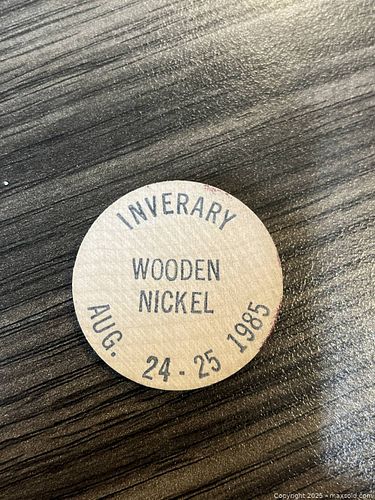 INVERARY
WOODEN
NICKEL
AUG. 24 - 25 1985
Copyright 2025 - maxsold.com